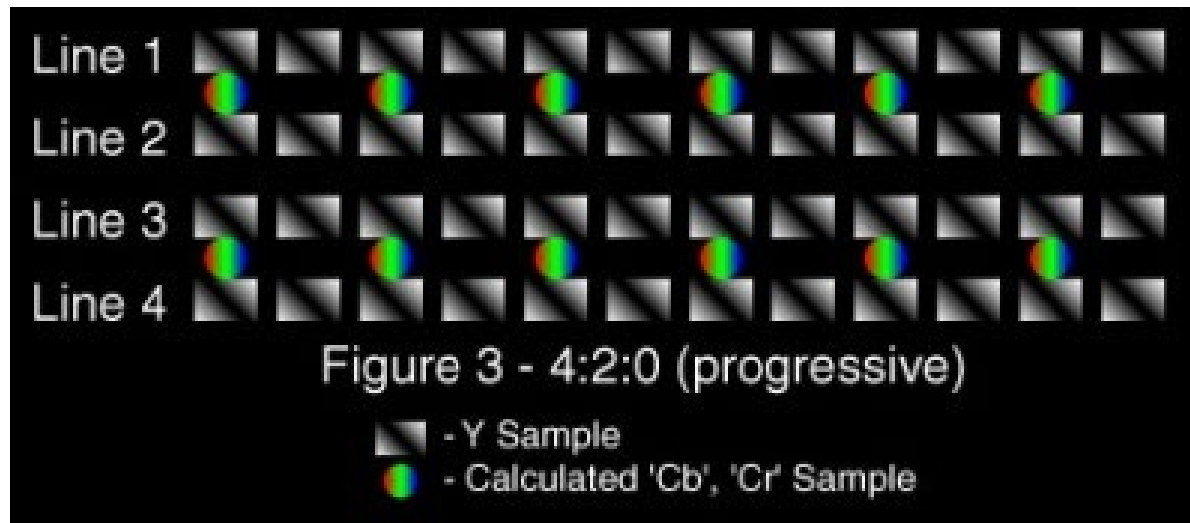 Line 1
Line 2
Line 3
Line 4
Figure 3 - 4:2:0 (progressive)
- Y Sample
- Calculated 'Cb', 'Cr' Sample